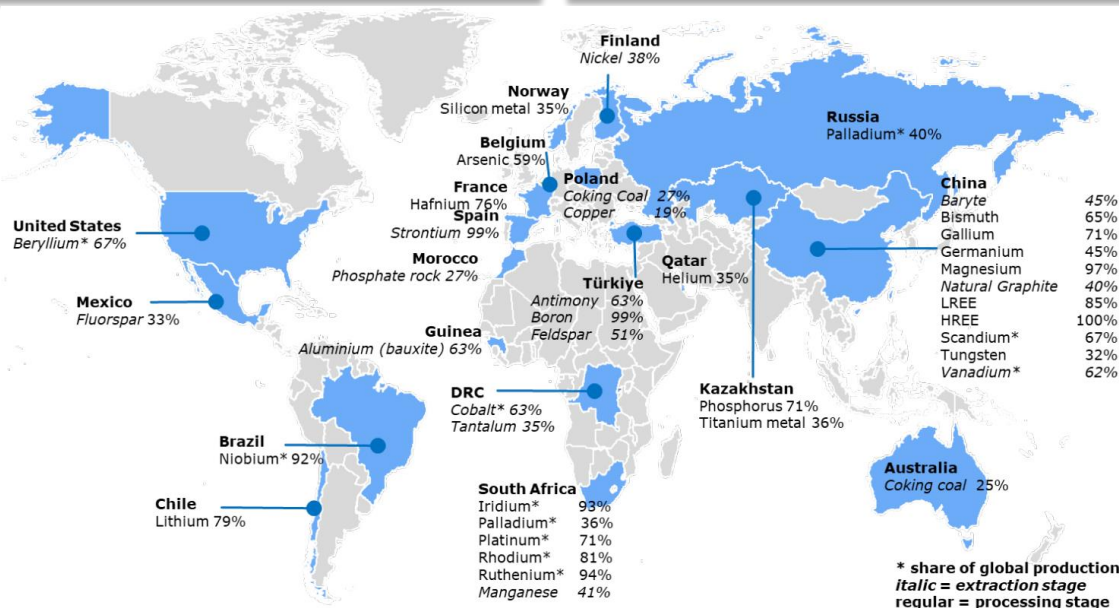 Finland
Nickel 38%
Norway
Silicon metal 35%
Belgium
Arsenic 59%
France
Hafnium 76%
Spain
Strontium 99%
Morocco
Phosphate rock 27%
Poland
Coking Coal 27%
Copper 19%
Russia
Palladium* 40%
United States
Beryllium* 67%
Mexico
Fluorspar 33%
Türkiye
Antimony 63%
Boron 99%
Feldspar 51%
Qatar
Helium 35%
China
Baryte 45%
Bismuth 65%
Gallium 71%
Germanium 45%
Magnesium 97%
Natural Graphite 40%
LREE 85%
HREE 100%
Scandium* 67%
Tungsten 32%
Vanadium* 62%
Guinea
Aluminium (bauxite) 63%
DRC
Cobalt* 63%
Tantalum 35%
Kazakhstan
Phosphorus 71%
Titanium metal 36%
Brazil
Niobium* 92%
Chile
Lithium 79%
South Africa
Iridium* 93%
Palladium* 36%
Platinum* 71%
Rhodium* 81%
Ruthenium* 94%
Manganese 41%
Australia
Coking coal 25%
* share of global production
italic = extraction stage
regular = processing stage